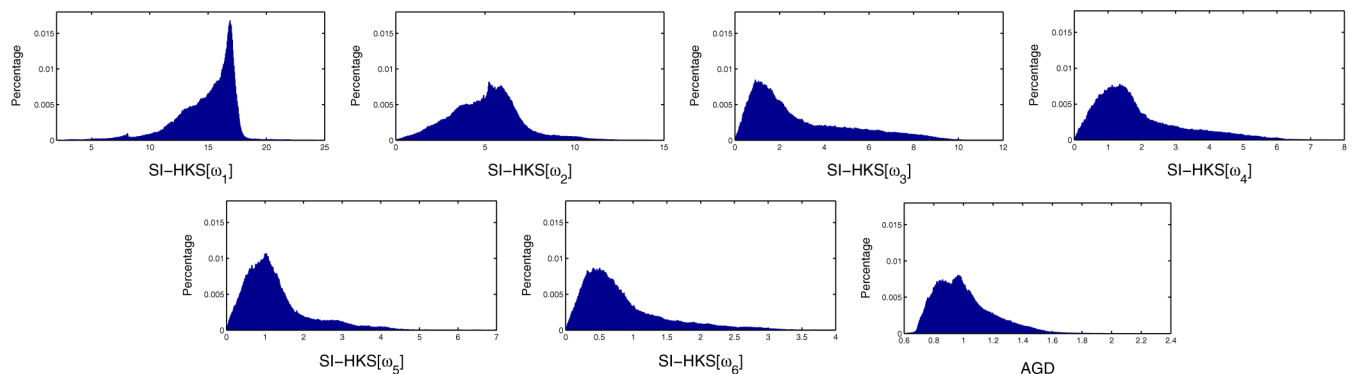 Percentage
0.015
0.01
0.005
0
5 10 15 20 25
SI−HKS[ω1]
Percentage
0.015
0.01
0.005
0
0 5 10 15
SI−HKS[ω2]
Percentage
0.015
0.01
0.005
0
0 2 4 6 8 10 12
SI−HKS[ω3]
Percentage
0.015
0.01
0.005
0
0 1 2 3 4 5 6 7 8
SI−HKS[ω4]
Percentage
0.015
0.01
0.005
0
0 1 2 3 4 5 6 7
SI−HKS[ω5]
Percentage
0.015
0.01
0.005
0
0 0.5 1 1.5 2 2.5 3 3.5 4
SI−HKS[ω6]
Percentage
0.015
0.01
0.005
0
0.6 0.8 1 1.2 1.4 1.6 1.8 2 2.2 2.4
AGD